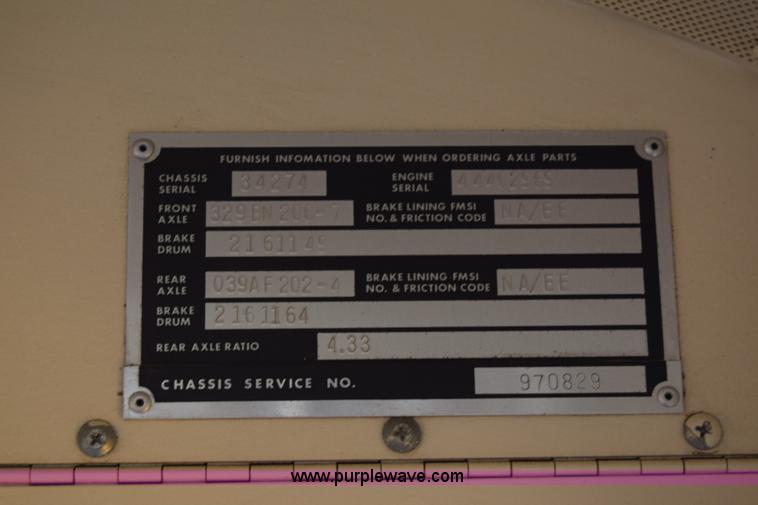 FURNISH INFOMATION BELOW WHEN ORDERING AXLE PARTS
CHASSIS SERIAL 34274 ENGINE SERIAL
FRONT AXLE 329BN200-7 BRAKE LINING FMSI NO. & FRICTION CODE NA/EE
BRAKE DRUM 2161149
REAR AXLE 039AF202-4 BRAKE LINING FMSI NO. & FRICTION CODE NA/EE
BRAKE DRUM 2161164
REAR AXLE RATIO 4.33
CHASSIS SERVICE NO. 970829
www.purplewave.com